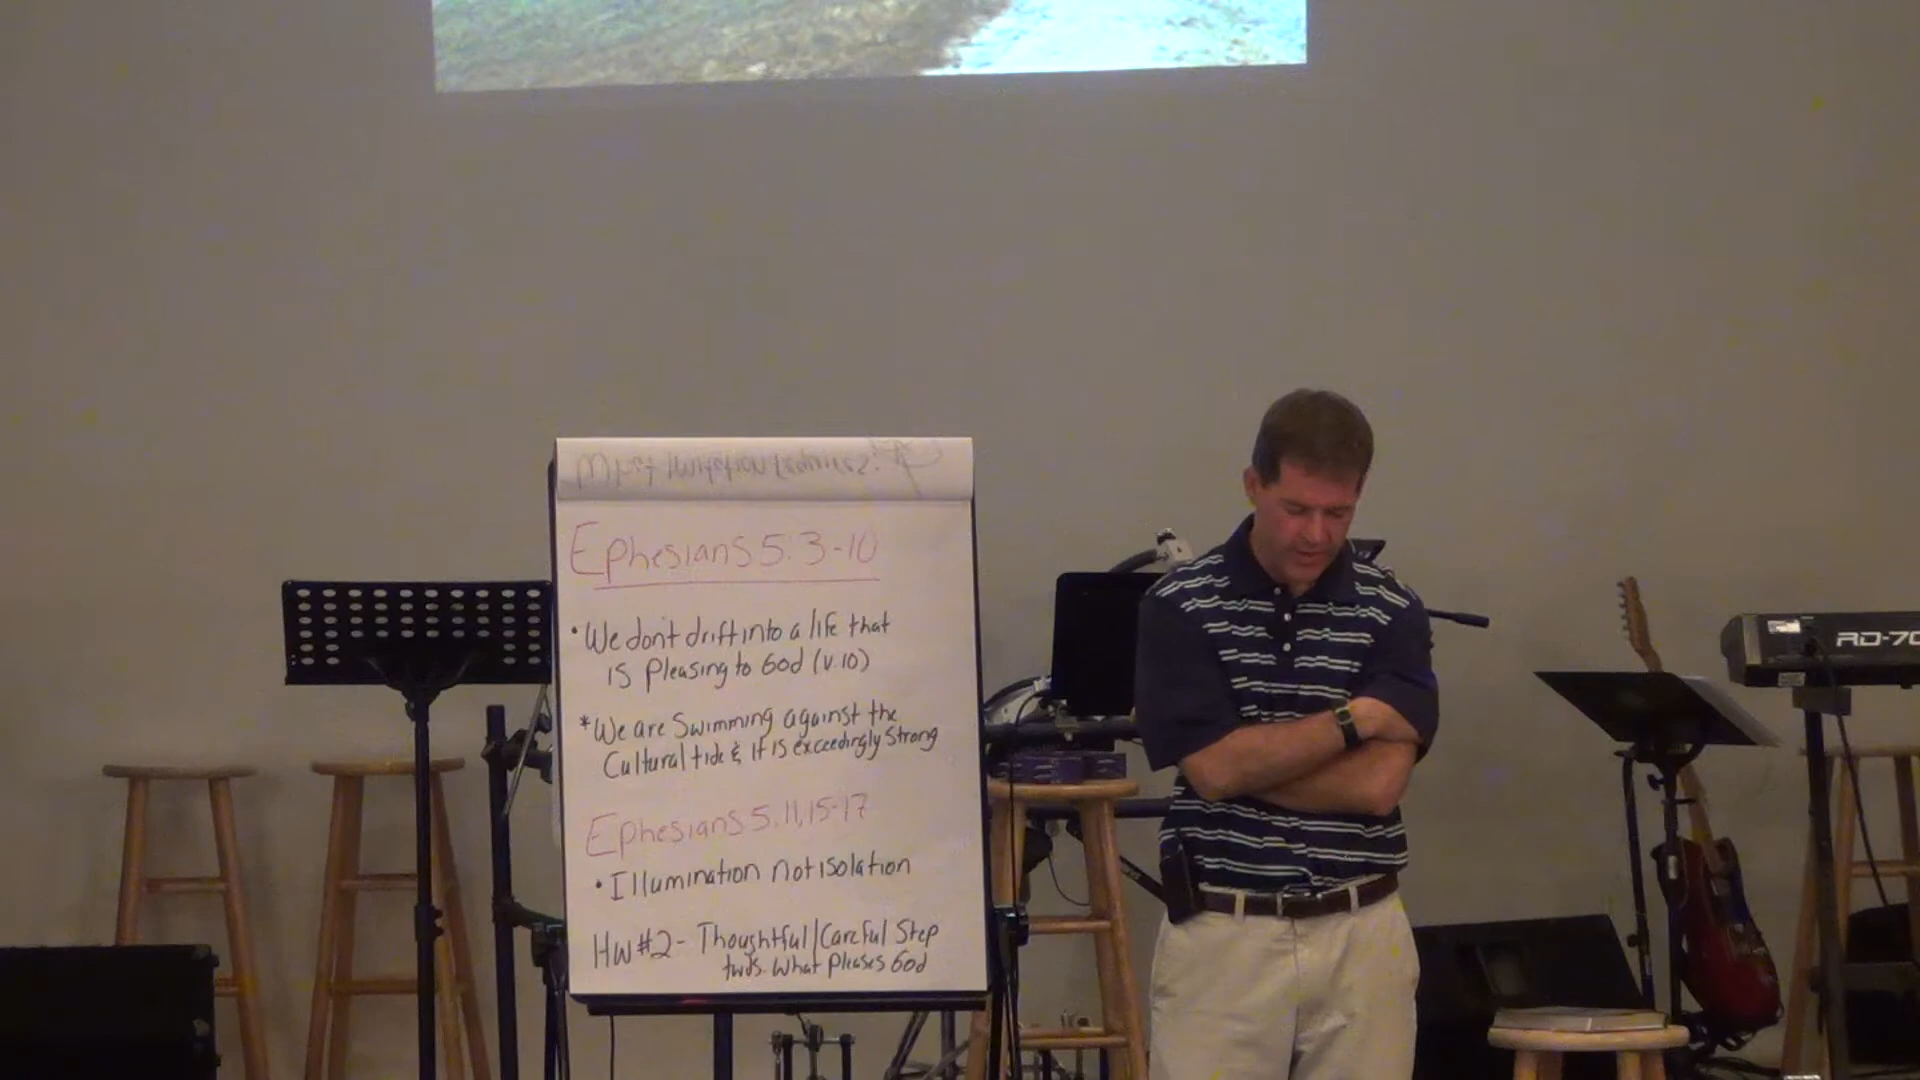 Ephesians 5.3-10
• We don't drift into a life that
is pleasing to God (v.10)
* We are Swimming against the
Cultural tide & it is exceedingly Strong
Ephesians 5.11,15-17
• Illumination not isolation
HW#2- Thoughtful/Careful Step
twds. What Pleases God
RD-70